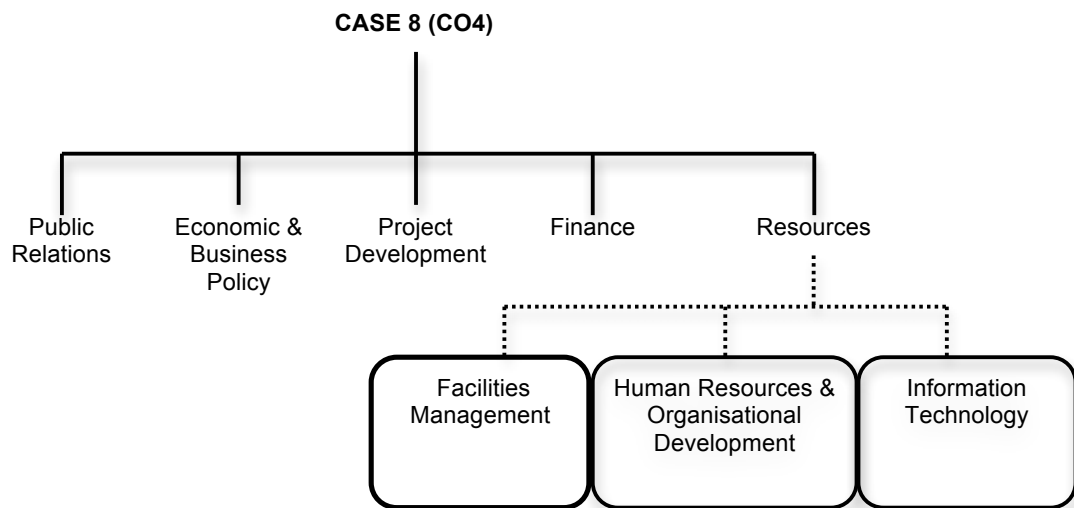 CASE 8 (CO4)
Public
Relations
Economic &
Business
Policy
Project
Development
Finance
Resources
Facilities
Management
Human Resources &
Organisational
Development
Information
Technology